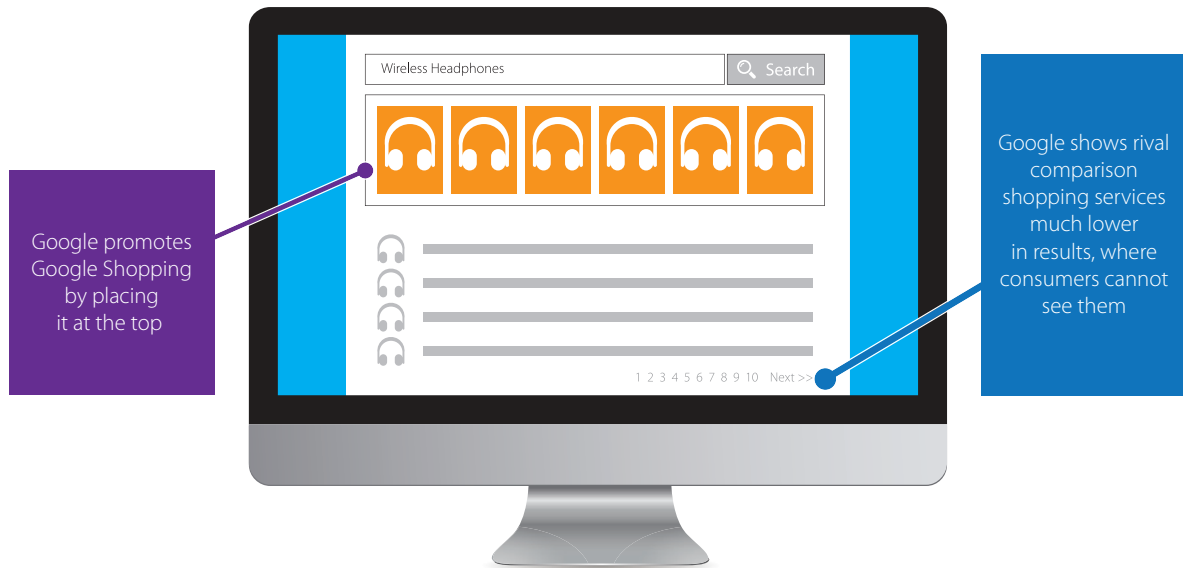 Wireless Headphones
Search
Google promotes
Google Shopping
by placing
it at the top
Google shows rival
comparison
shopping services
much lower
in results, where
consumers cannot
see them
1 2 3 4 5 6 7 8 9 10 Next >>